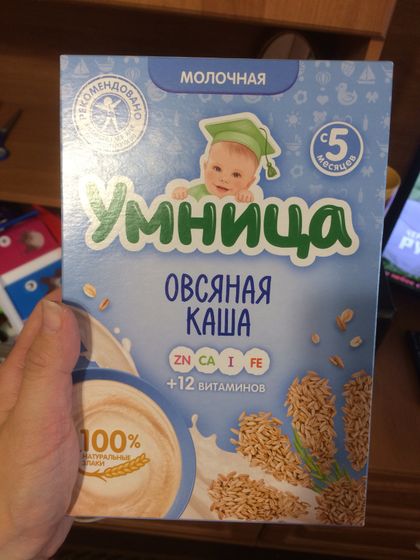 МОЛОЧНАЯ
РЕКОМЕНДОВАНО
С 5
МЕСЯЦЕВ
Умница
ОВСЯНАЯ
КАША
ZN CA I FE
+12 ВИТАМИНОВ
100%
НАТУРАЛЬНЫЕ
ЗЛАКИ